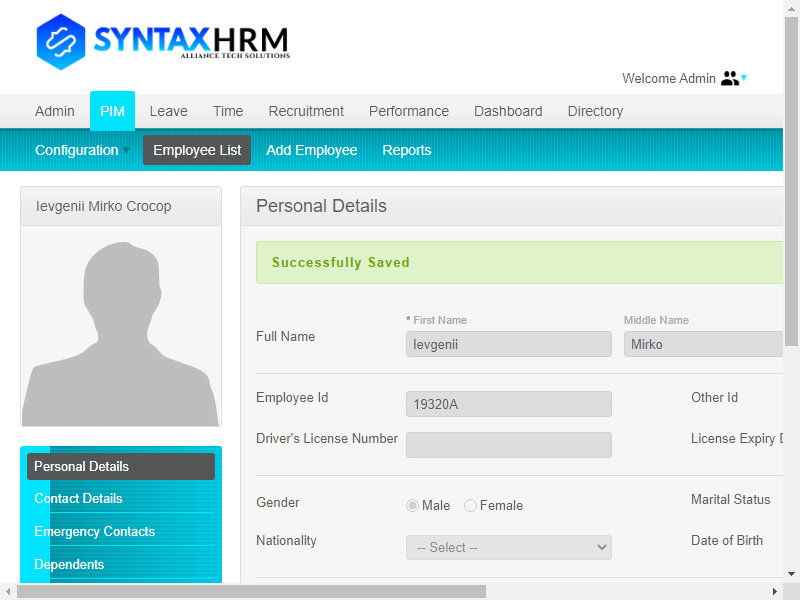 SYNTAXHRM
ALLIANCE TECH SOLUTIONS
Welcome Admin
Admin PIM Leave Time Recruitment Performance Dashboard Directory
Configuration Employee List Add Employee Reports
Ievgenii Mirko Crocop
Personal Details
Successfully Saved
* First Name Middle Name
Full Name Ievgenii Mirko
Employee Id 19320A Other Id
Driver's License Number License Expiry D
Gender Male Female Marital Status
Nationality -- Select -- Date of Birth
Personal Details
Contact Details
Emergency Contacts
Dependents